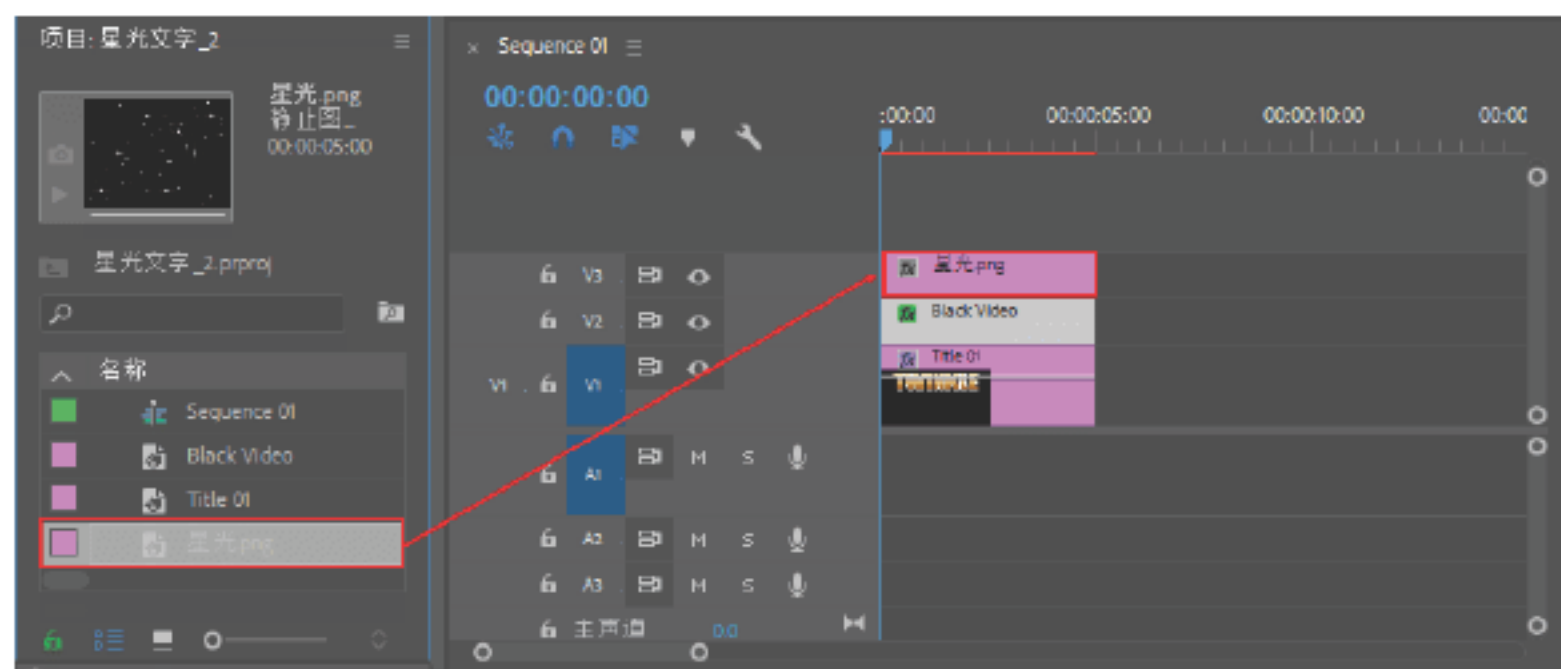 项目: 星光文字_2
星光.png
静止图_
00:00:05:00
星光文字_2.prproj
名称
Sequence 01
Black Video
Title 01
星光.png
× Sequence 01
00:00:00:00
:00:00 00:00:05:00 00:00:10:00 00:00
V3
星光.png
V2
Black Video
V1 V1
Title 01
A1 M S
A2 M S
A3 M S
主声道 0.0